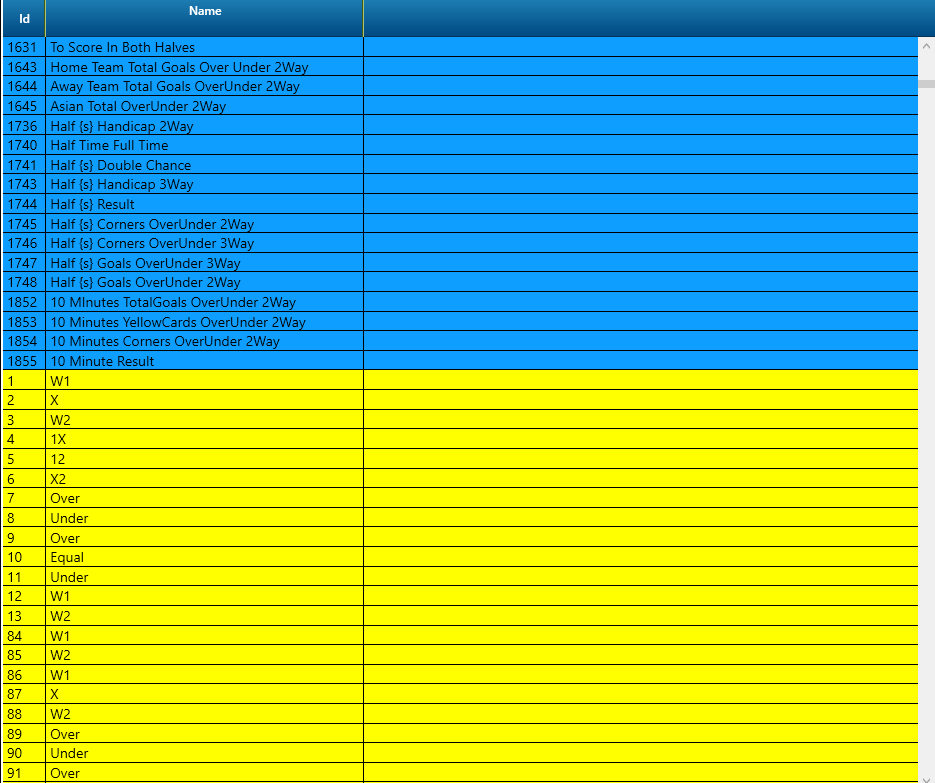 Id Name
1631 To Score In Both Halves
1643 Home Team Total Goals Over Under 2Way
1644 Away Team Total Goals OverUnder 2Way
1645 Asian Total OverUnder 2Way
1736 Half {s} Handicap 2Way
1740 Half Time Full Time
1741 Half {s} Double Chance
1743 Half {s} Handicap 3Way
1744 Half {s} Result
1745 Half {s} Corners OverUnder 2Way
1746 Half {s} Corners OverUnder 3Way
1747 Half {s} Goals OverUnder 3Way
1748 Half {s} Goals OverUnder 2Way
1852 10 MInutes TotalGoals OverUnder 2Way
1853 10 Minutes YellowCards OverUnder 2Way
1854 10 Minutes Corners OverUnder 2Way
1855 10 Minute Result
1 W1
2 X
3 W2
4 1X
5 12
6 X2
7 Over
8 Under
9 Over
10 Equal
11 Under
12 W1
13 W2
84 W1
85 W2
86 W1
87 X
88 W2
89 Over
90 Under
91 Over